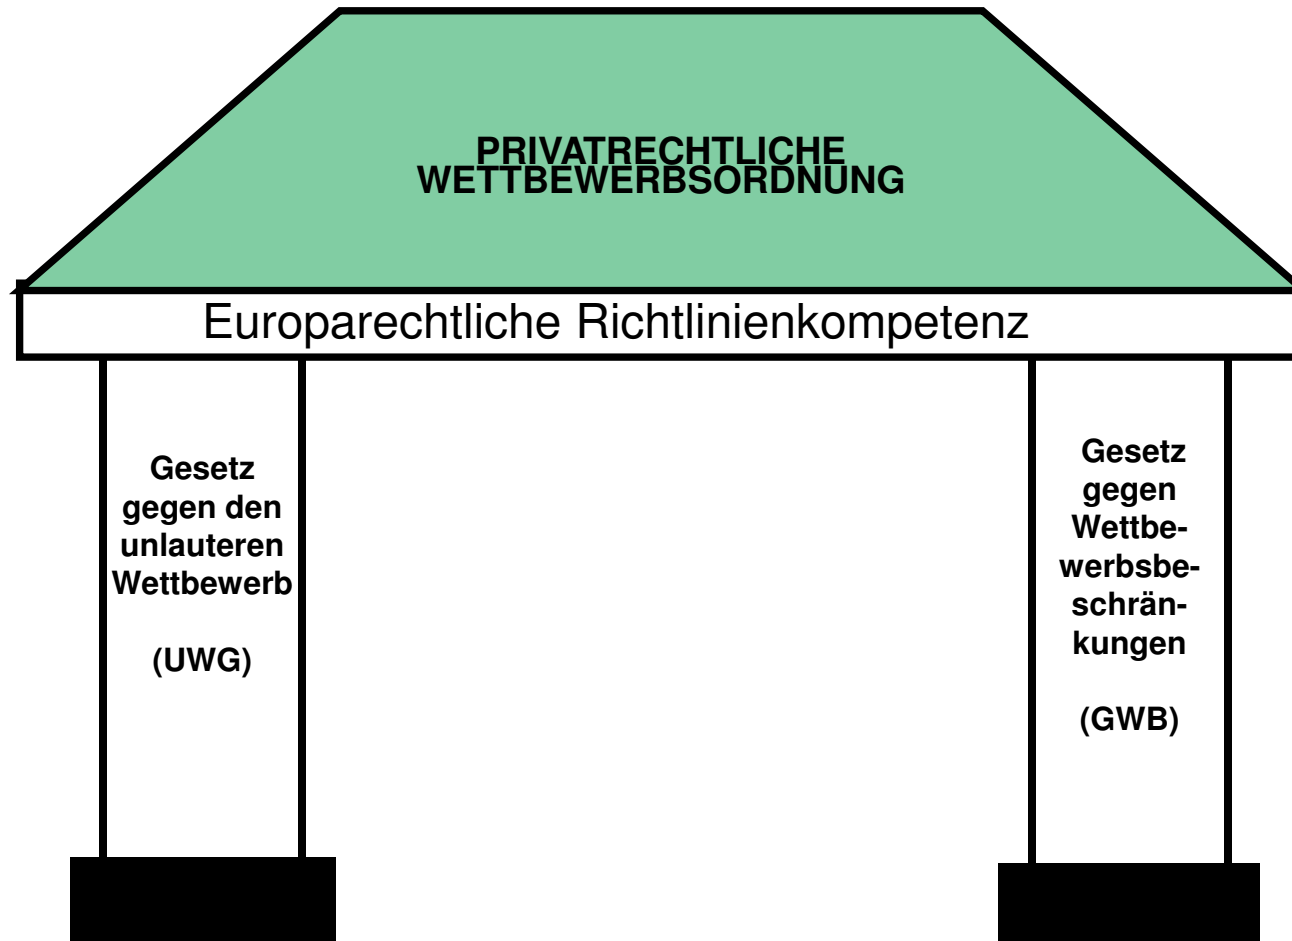 PRIVATRECHTLICHE
WETTBEWERBSORDNUNG
Europarechtliche Richtlinienkompetenz
Gesetz
gegen den
unlauteren
Wettbewerb
(UWG)
Gesetz
gegen
Wettbe-
werbsbe-
schrän-
kungen
(GWB)